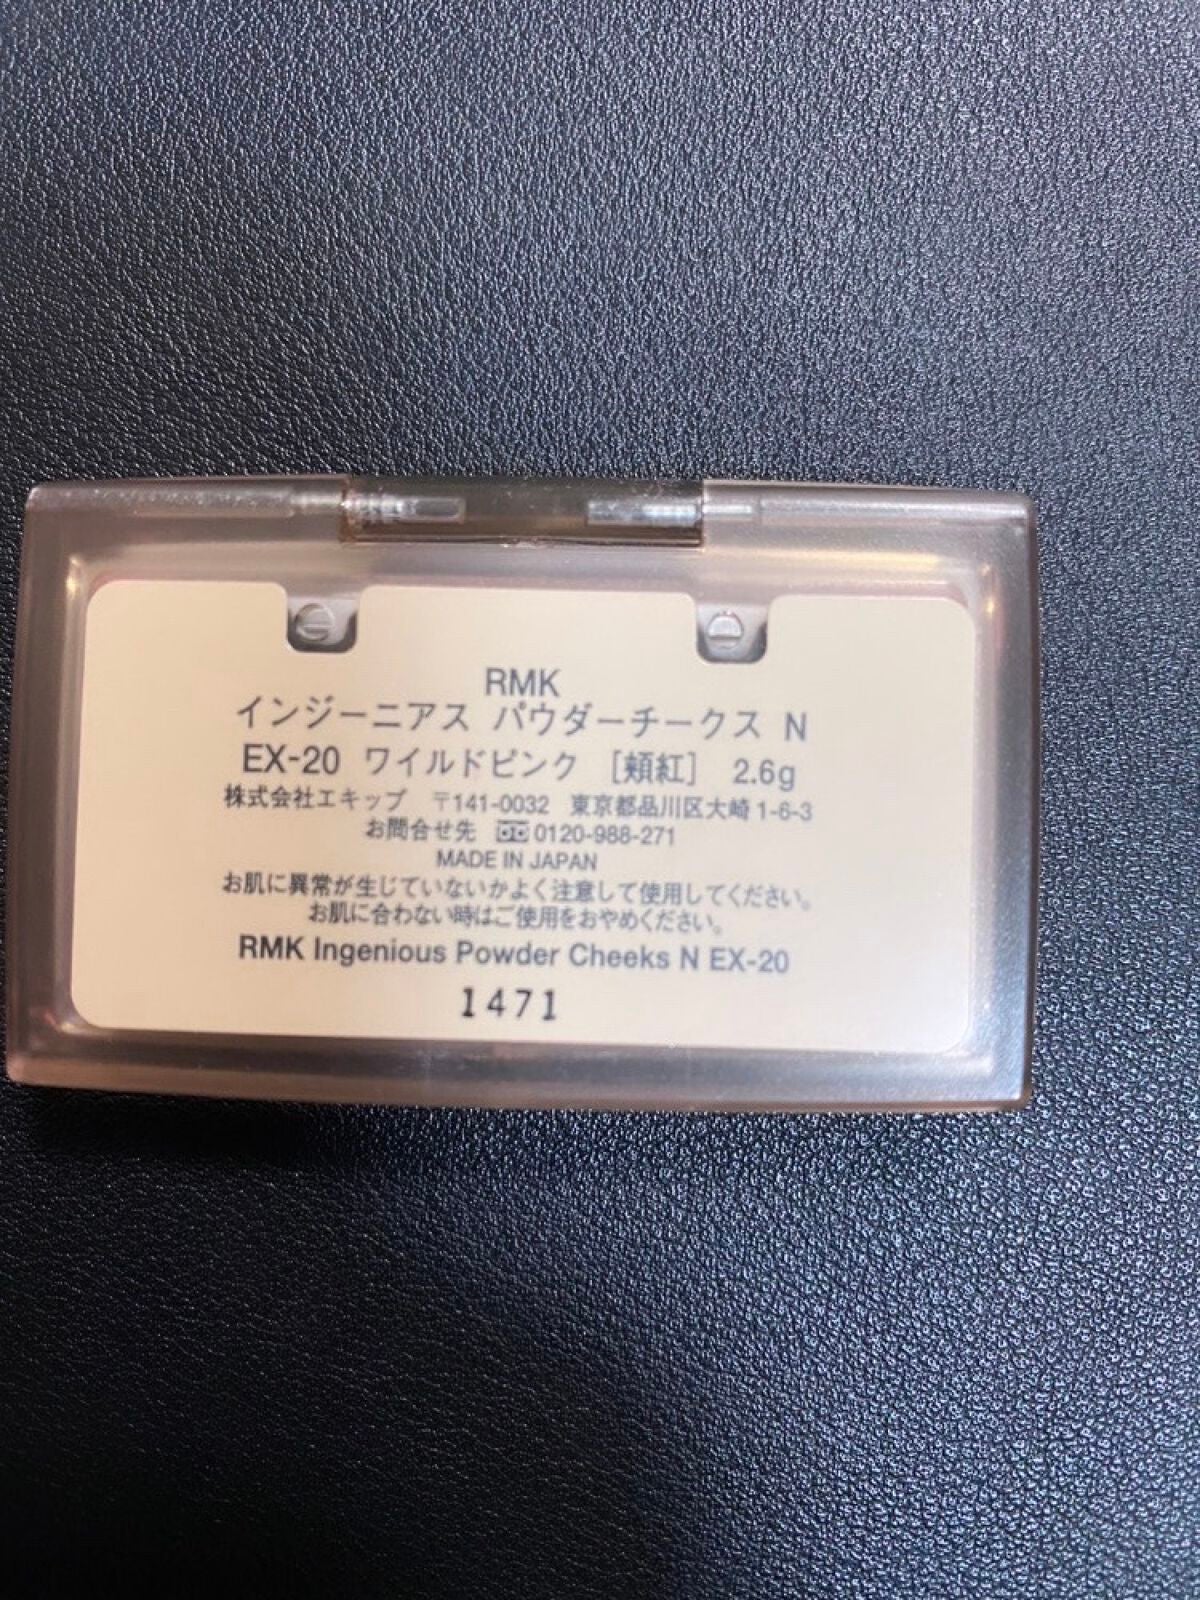 RMK
インジーニアス パウダーチークス N
EX-20 ワイルドピンク [頬紅] 2.6g
株式会社エキップ 〒141-0032 東京都品川区大崎1-6-3
お問合せ先 0120-988-271
MADE IN JAPAN
お肌に異常が生じていないかよく注意して使用してください。
お肌に合わない時はご使用をおやめください。
RMK Ingenious Powder Cheeks N EX-20
1471